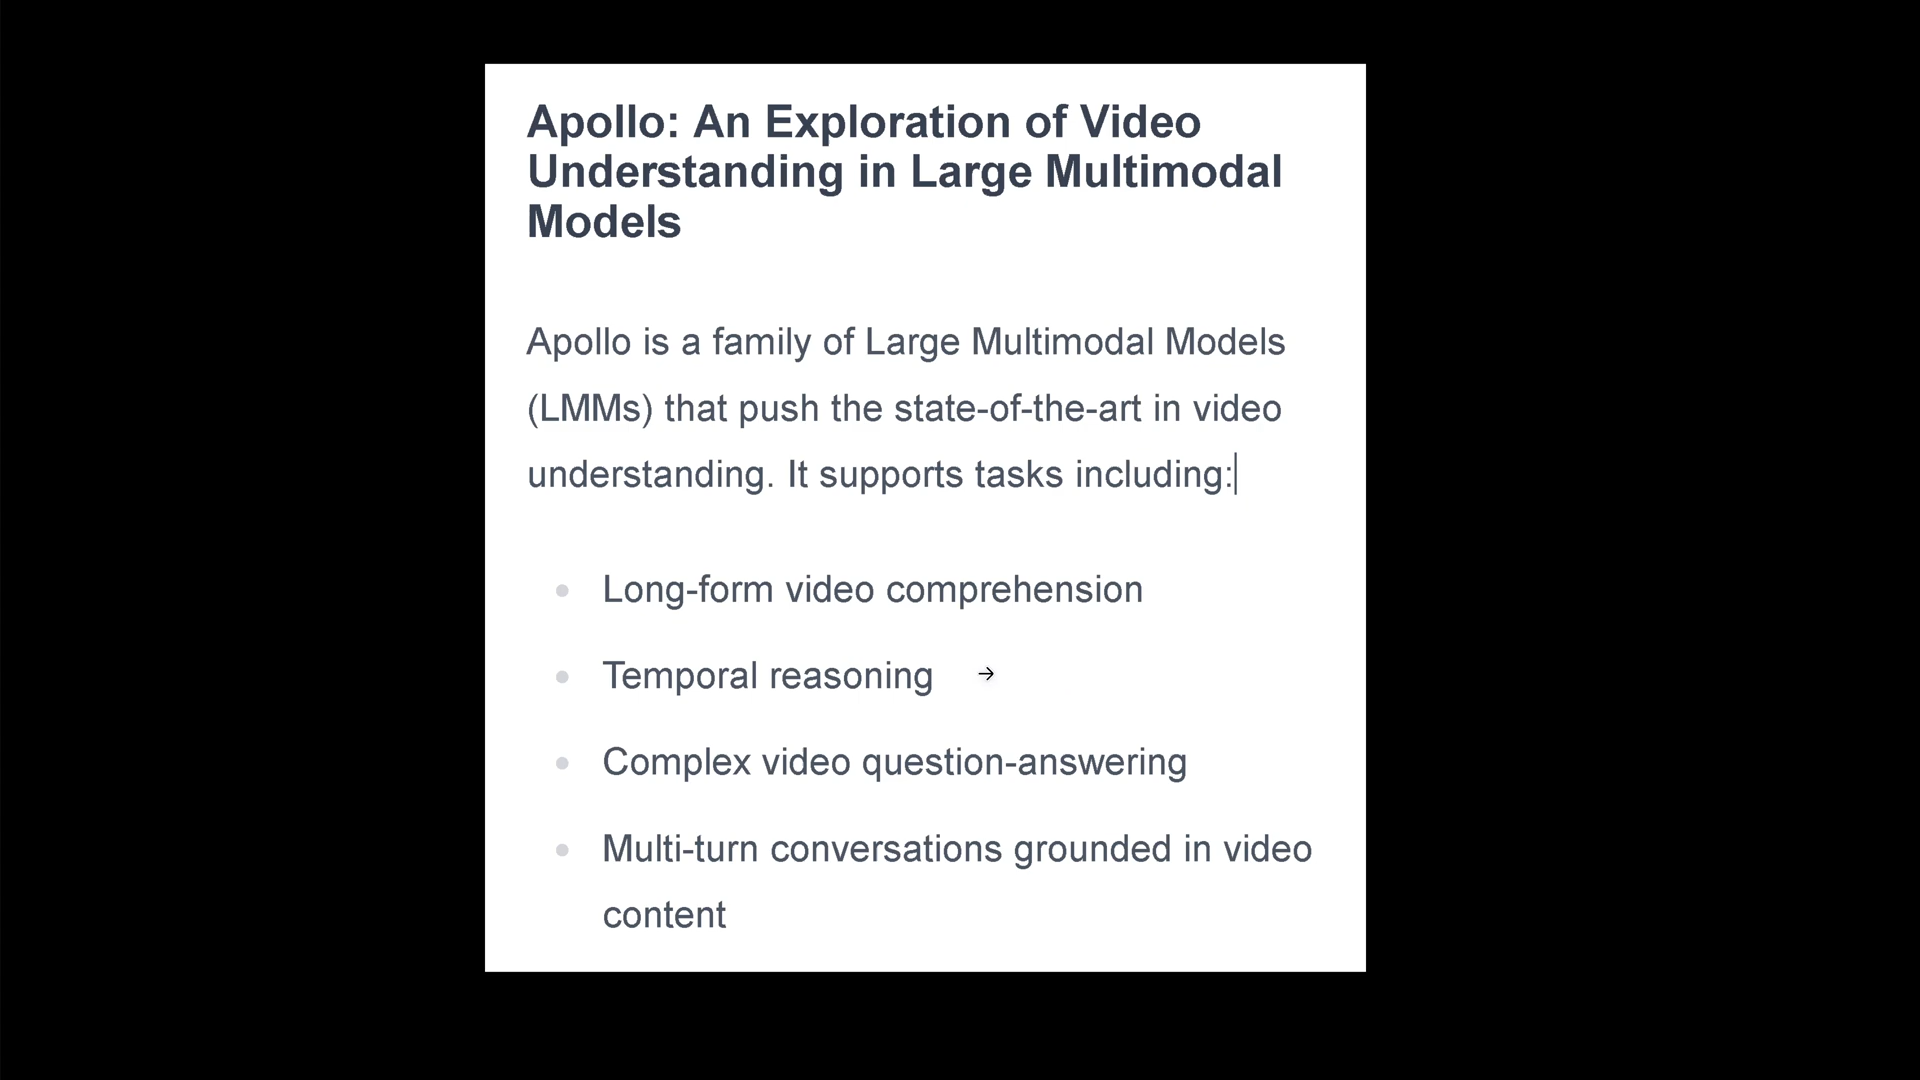 Apollo: An Exploration of Video
Understanding in Large Multimodal
Models
Apollo is a family of Large Multimodal Models
(LMMs) that push the state-of-the-art in video
understanding. It supports tasks including:
• Long-form video comprehension
• Temporal reasoning →
• Complex video question-answering
• Multi-turn conversations grounded in video
content